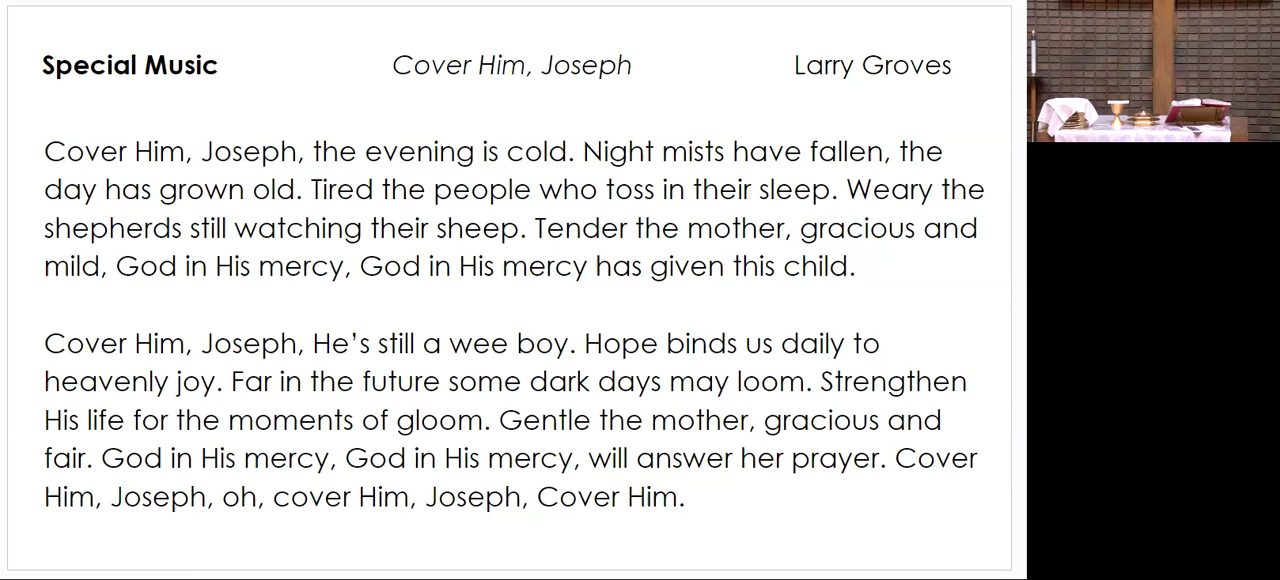 Special Music Cover Him, Joseph Larry Groves
Cover Him, Joseph, the evening is cold. Night mists have fallen, the
day has grown old. Tired the people who toss in their sleep. Weary the
shepherds still watching their sheep. Tender the mother, gracious and
mild, God in His mercy, God in His mercy has given this child.
Cover Him, Joseph, He’s still a wee boy. Hope binds us daily to
heavenly joy. Far in the future some dark days may loom. Strengthen
His life for the moments of gloom. Gentle the mother, gracious and
fair. God in His mercy, God in His mercy, will answer her prayer. Cover
Him, Joseph, oh, cover Him, Joseph, Cover Him.